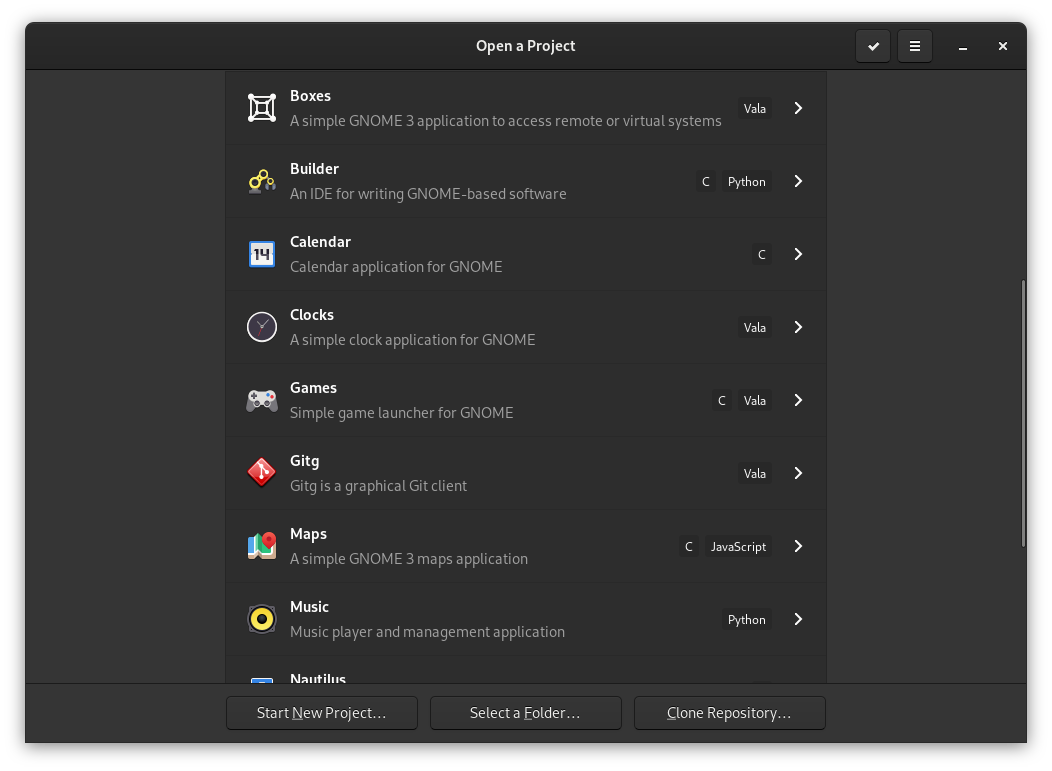 Open a Project
Boxes
A simple GNOME 3 application to access remote or virtual systems
Vala
Builder
An IDE for writing GNOME-based software
C Python
14
Calendar
Calendar application for GNOME
C
Clocks
A simple clock application for GNOME
Vala
Games
Simple game launcher for GNOME
C Vala
Gitg
Gitg is a graphical Git client
Vala
Maps
A simple GNOME 3 maps application
C JavaScript
Music
Music player and management application
Python
Nautilus
Start New Project...
Select a Folder...
Clone Repository...